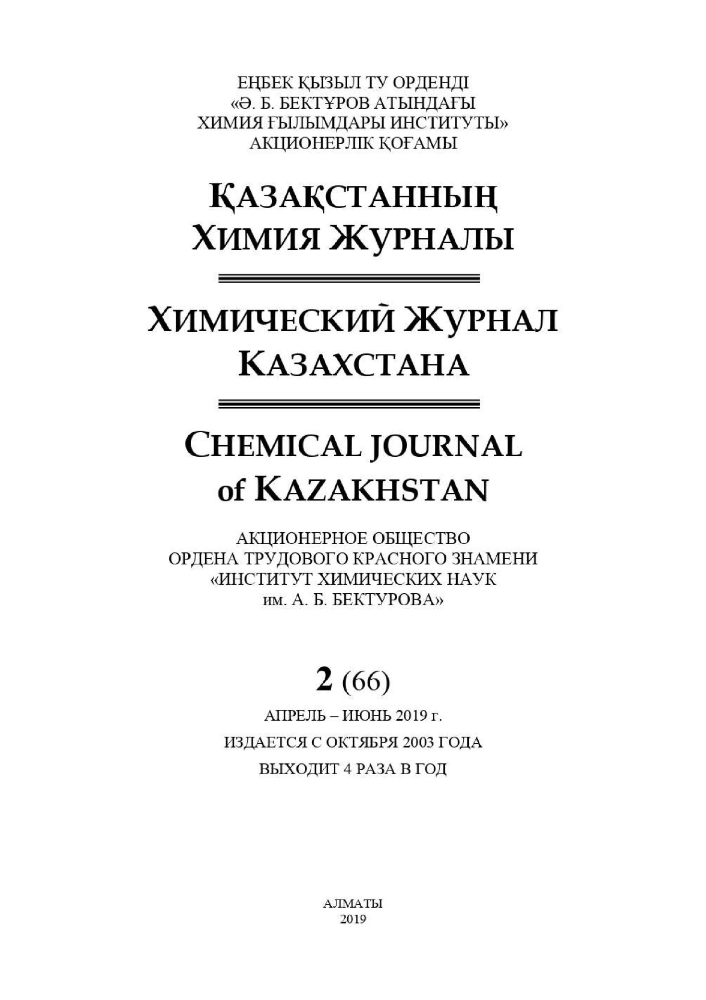 ЕҢБЕК ҚЫЗЫЛ ТУ ОРДЕНДІ
«Ә. Б. БЕКТҰРОВ АТЫНДАҒЫ
ХИМИЯ ҒЫЛЫМДАРЫ ИНСТИТУТЫ»
АКЦИОНЕРЛІК ҚОҒАМЫ
ҚАЗАҚСТАННЫҢ
ХИМИЯ ЖУРНАЛЫ
ХИМИЧЕСКИЙ ЖУРНАЛ
КАЗАХСТАНА
CHEMICAL JOURNAL
of KAZAKHSTAN
АКЦИОНЕРНОЕ ОБЩЕСТВО
ОРДЕНА ТРУДОВОГО КРАСНОГО ЗНАМЕНИ
«ИНСТИТУТ ХИМИЧЕСКИХ НАУК
им. А. Б. БЕКТУРОВА»
2 (66)
АПРЕЛЬ – ИЮНЬ 2019 г.
ИЗДАЕТСЯ С ОКТЯБРЯ 2003 ГОДА
ВЫХОДИТ 4 РАЗА В ГОД
АЛМАТЫ
2019